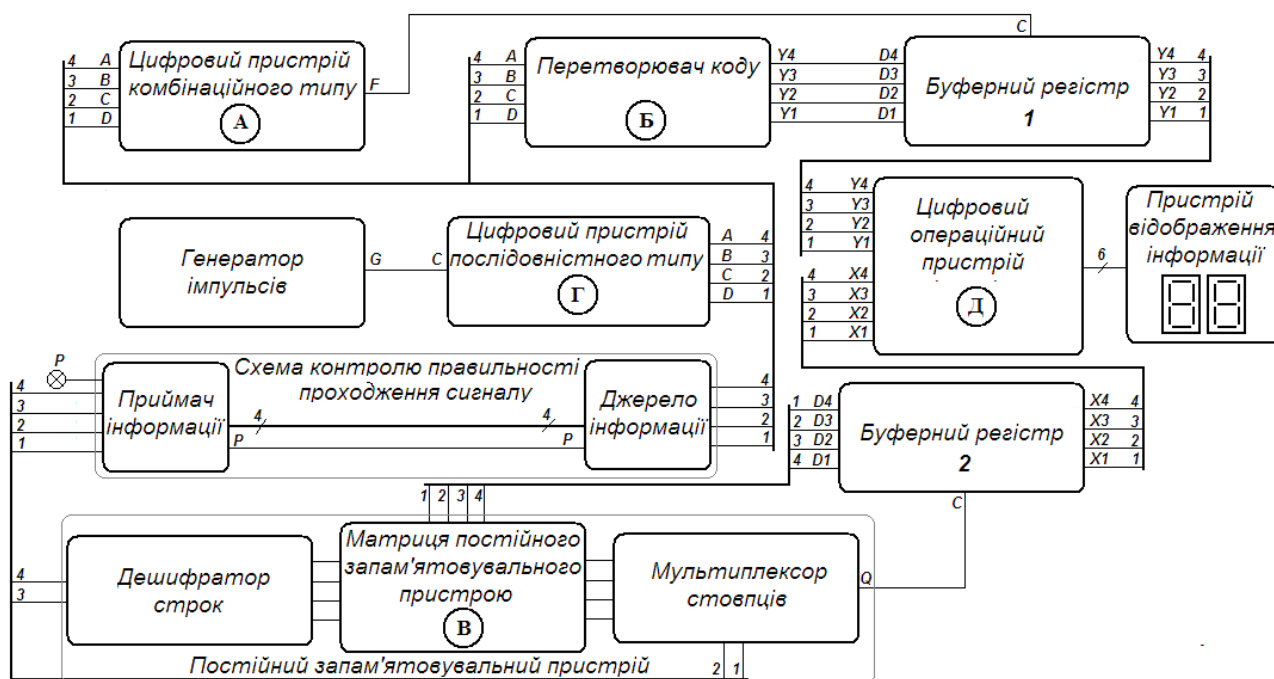 C
4 A
3 B
2 C
1 D
Цифровий пристрій
комбінаційного типу
А
F
4 A
3 B
2 C
1 D
Перетворювач коду
Б
Y4 D4
Y3 D3
Y2 D2
Y1 D1
Буферний регістр
1
Y4 4
Y3 3
Y2 2
Y1 1
Генератор
імпульсів
G
C
Цифровий пристрій
послідовністного типу
Г
A 4
B 3
C 2
D 1
4 Y4
3 Y3
2 Y2
1 Y1
4 X4
3 X3
2 X2
1 X1
Цифровий
операційний
пристрій
Д
6
Пристрій
відображення
інформації
88
P
4
3
2
1
Приймач
інформації
Схема контролю правильності
проходження сигналу
4 4
P P
Джерело
інформації
4
3
2
1
1 D4
2 D3
3 D2
4 D1
Буферний регістр
2
X4 4
X3 3
X2 2
X1 1
C
1 2 3 4
4
3
Дешифратор
строк
Матриця постійного
запам'ятовувального
пристрою
В
Мультиплексор
стовпців
Q
2 1
Постійний запам'ятовувальний пристрій